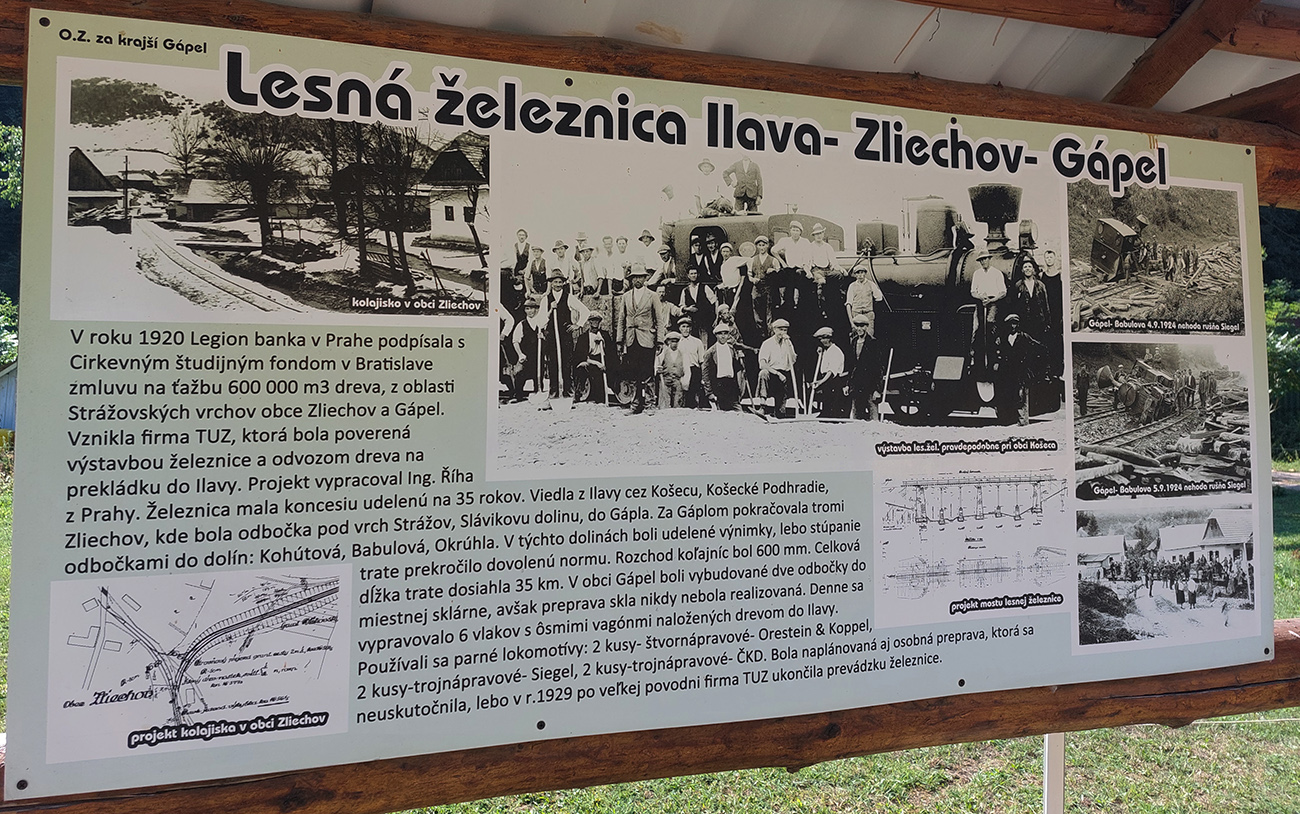 O.Z. za krajší Gápel
Lesná železnica Ilava- Zliechov- Gápel
kolajisko v obci Zliechov
V roku 1920 Legion banka v Prahe podpísala s
Cirkevným študijným fondom v Bratislave
zmluvu na ťažbu 600 000 m3 dreva, z oblasti
Strážovských vrchov obce Zliechov a Gápel.
Vznikla firma TUZ, ktorá bola poverená
výstavbou železnice a odvozom dreva na
prekládku do Ilavy. Projekt vypracoval Ing. Říha
z Prahy. Železnica mala koncesiu udelenú na 35 rokov. Viedla z Ilavy cez Košecu, Košecké Podhradie,
Zliechov, kde bola odbočka pod vrch Strážov, Slávikovu dolinu, do Gápla. Za Gáplom pokračovala tromi
odbočkami do dolín: Kohútová, Babulová, Okrúhla. V týchto dolinách boli udelené výnimky, lebo stúpanie
trate prekročilo dovolenú normu. Rozchod koľajníc bol 600 mm. Celková
dĺžka trate dosiahla 35 km. V obci Gápel boli vybudované dve odbočky do
miestnej sklárne, avšak preprava skla nikdy nebola realizovaná. Denne sa
vypravovalo 6 vlakov s ôsmimi vagónmi naložených drevom do Ilavy.
Používali sa parné lokomotívy: 2 kusy- štvornápravové- Orestein & Koppel,
2 kusy-trojnápravové- Siegel, 2 kusy-trojnápravové- ČKD. Bola naplánovaná aj osobná preprava, ktorá sa
neuskutočnila, lebo v r.1929 po veľkej povodni firma TUZ ukončila prevádzku železnice.
výstavba les.žel. pravdepodobne pri obci Košeca
Gápel- Babulova 4.9.1924 nehoda rušňa Siegel
Gápel- Babulova 5.9.1924 nehoda rušňa Siegel
projekt mostu lesnej železnice
Obec Zliechov
projekt kolajiska v obci Zliechov